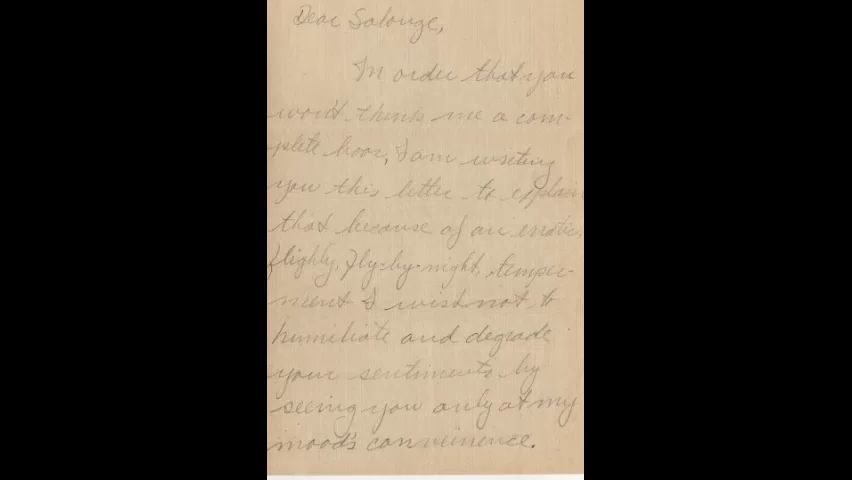 Dear Solange,
In order that you
won't think me a com-
plete boor, I am writing
you this letter to explain
that because of an erratic,
flighty, fly-by-night, temper-
ment I wish not to
humiliate and degrade
your sentiments by
seeing you only at my
mood's conveinence.